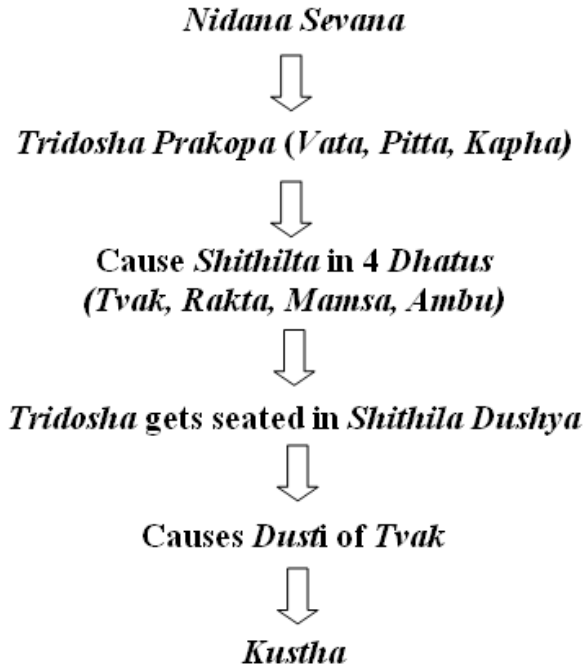 Nidana Sevana
Tridosha Prakopa (Vata, Pitta, Kapha)
Cause Shithilta in 4 Dhatus
(Tvak, Rakta, Mamsa, Ambu)
Tridosha gets seated in Shithila Dushya
Causes Dusti of Tvak
Kustha